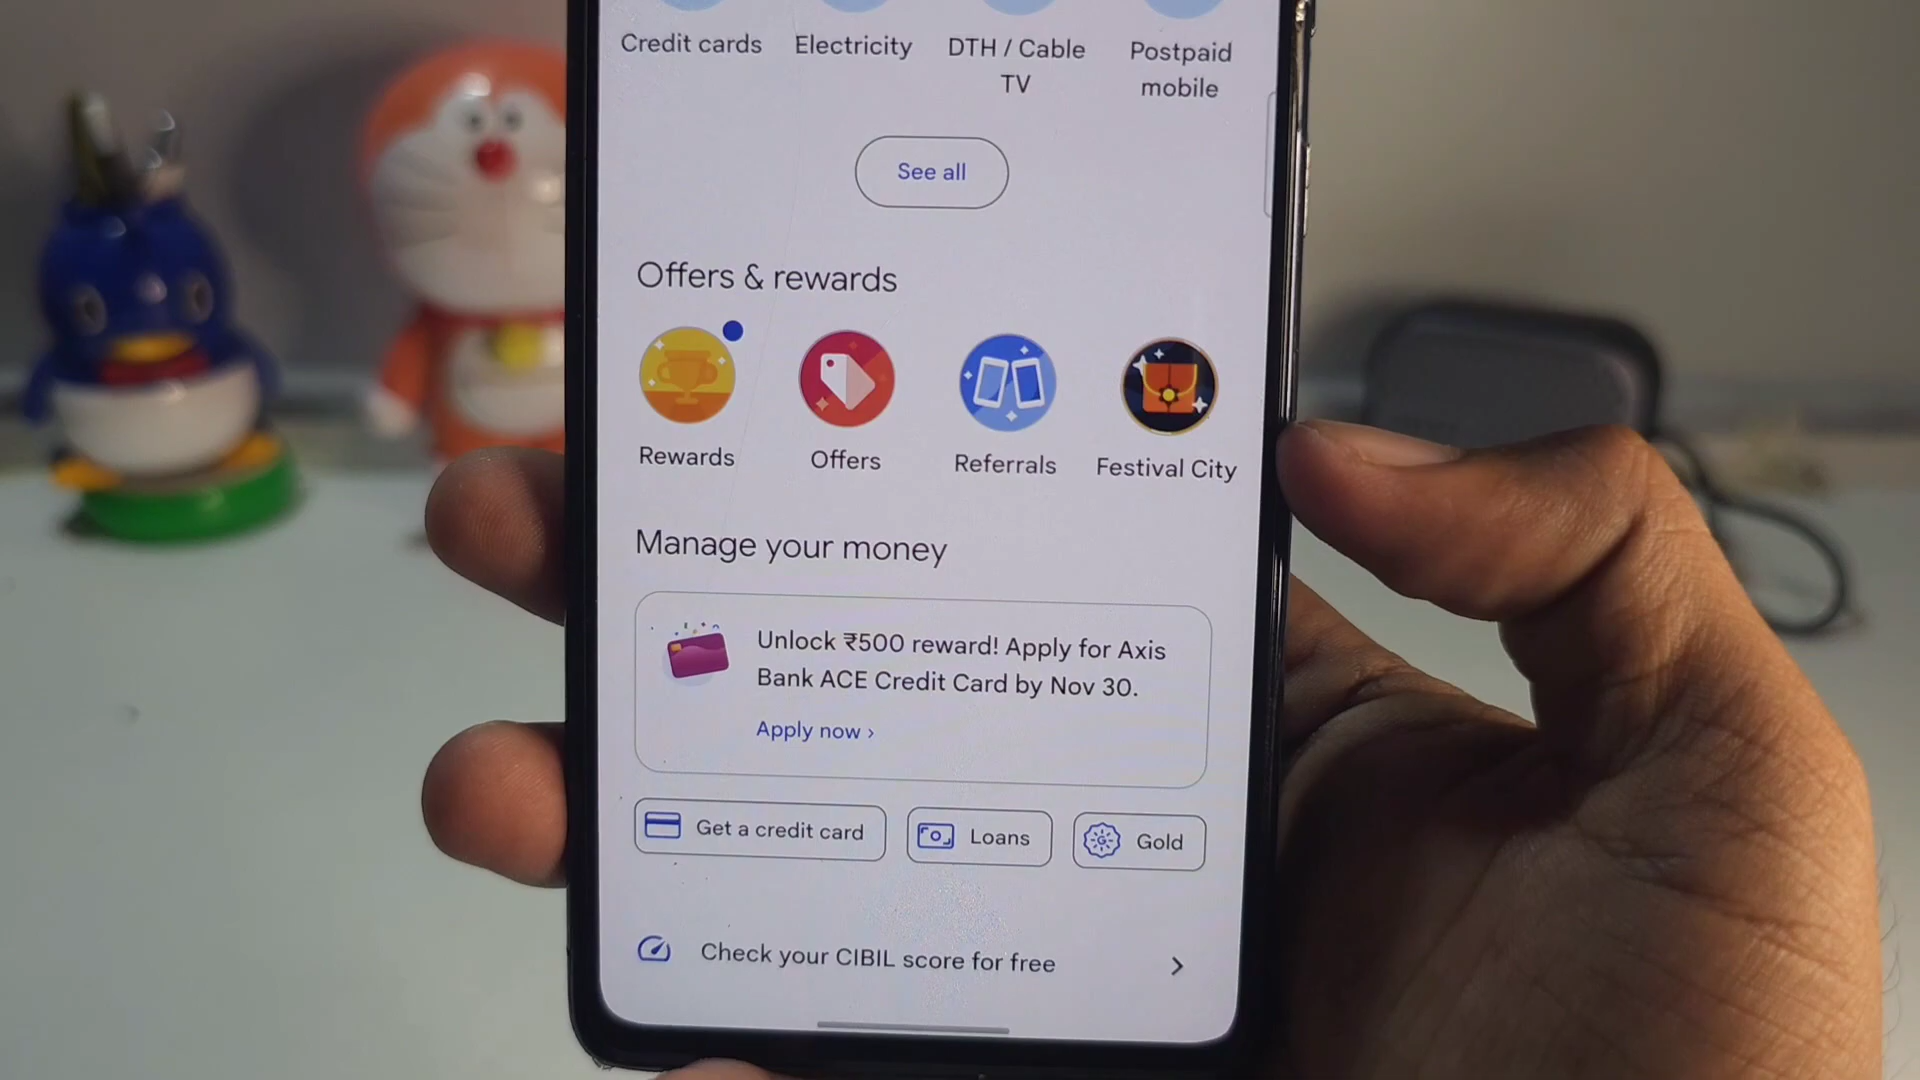 Credit cards
Electricity
DTH / Cable
TV
Postpaid
mobile
See all
Offers & rewards
Rewards
Offers
Referrals
Festival City
Manage your money
Unlock ₹500 reward! Apply for Axis
Bank ACE Credit Card by Nov 30.
Apply now ›
Get a credit card
Loans
Gold
Check your CIBIL score for free